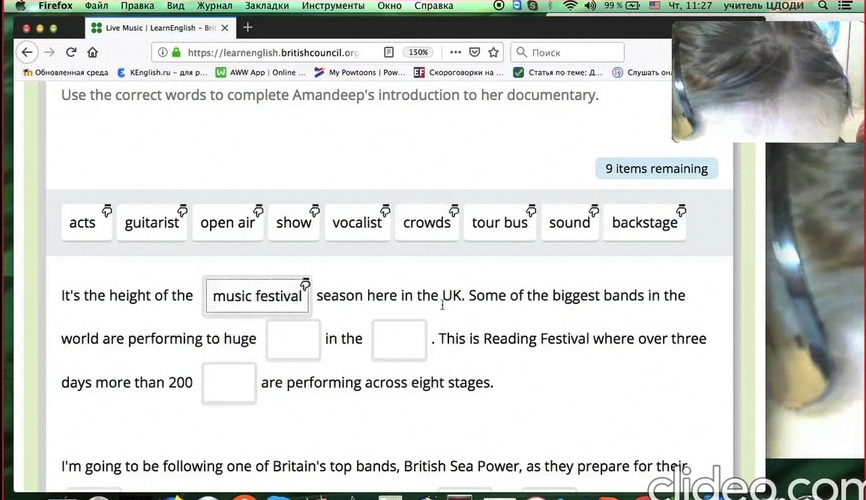 Firefox Файл Правка Вид Журнал Закладки Инструменты Окно Справка 99 % Чт, 11:27 учитель ЦДОДИ
Live Music | LearnEnglish – Bri
https://learnenglish.britishcouncil.org 150% Поиск
Обновленная среда KEnglish.ru – для р... AWW App | Online ... My Powtoons | Pow... Скороговорки на ... Статья по теме: Д... Слушать он
Use the correct words to complete Amandeep's introduction to her documentary.
9 items remaining
acts guitarist open air show vocalist crowds tour bus sound backstage
It's the height of the music festival season here in the UK. Some of the biggest bands in the
world are performing to huge in the . This is Reading Festival where over three
days more than 200 are performing across eight stages.
I'm going to be following one of Britain's top bands, British Sea Power, as they prepare for their
clideo.com